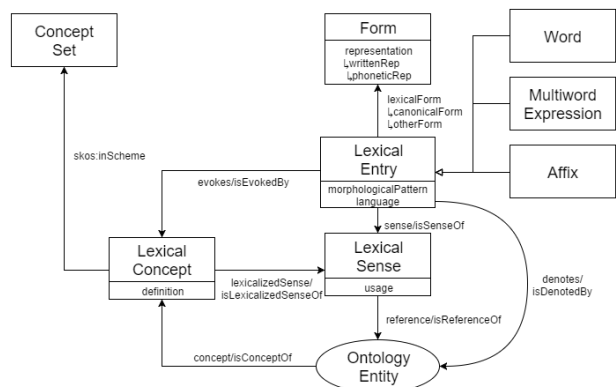 Concept
Set
Form
representation
↳writtenRep
↳phoneticRep
Word
Multiword
Expression
Affix
lexicalForm
↳canonicalForm
↳otherForm
skos:inScheme
Lexical
Entry
morphologicalPattern
language
evokes/isEvokedBy
sense/isSenseOf
Lexical
Concept
definition
lexicalizedSense/
isLexicalizedSenseOf
Lexical
Sense
usage
denotes/
isDenotedBy
reference/isReferenceOf
concept/isConceptOf
Ontology
Entity